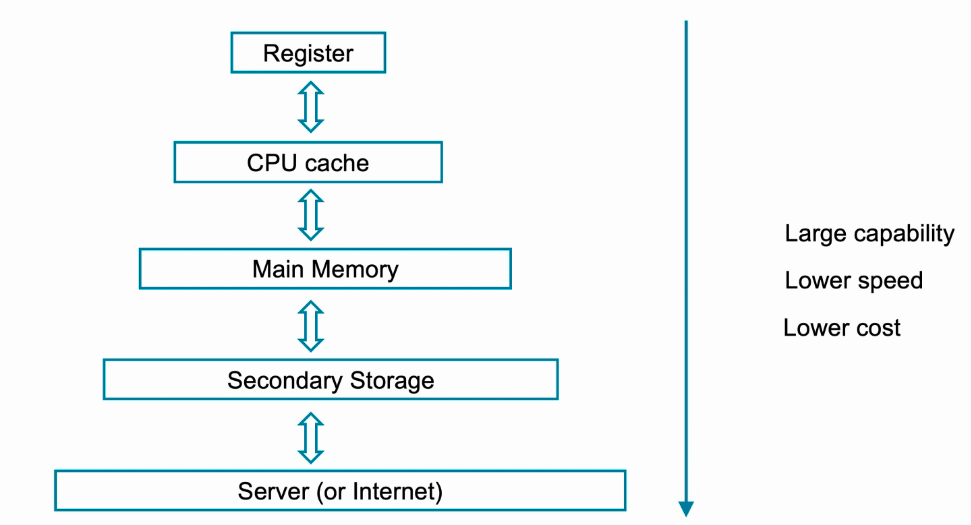 Register
CPU cache
Main Memory
Secondary Storage
Server (or Internet)
Large capability
Lower speed
Lower cost